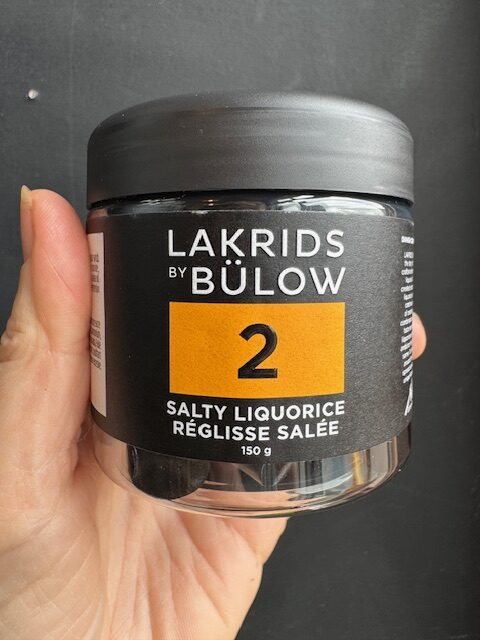 LAKRIDS
BY BÜLOW
2
SALTY LIQUORICE
RÉGLISSE SALÉE
150 g